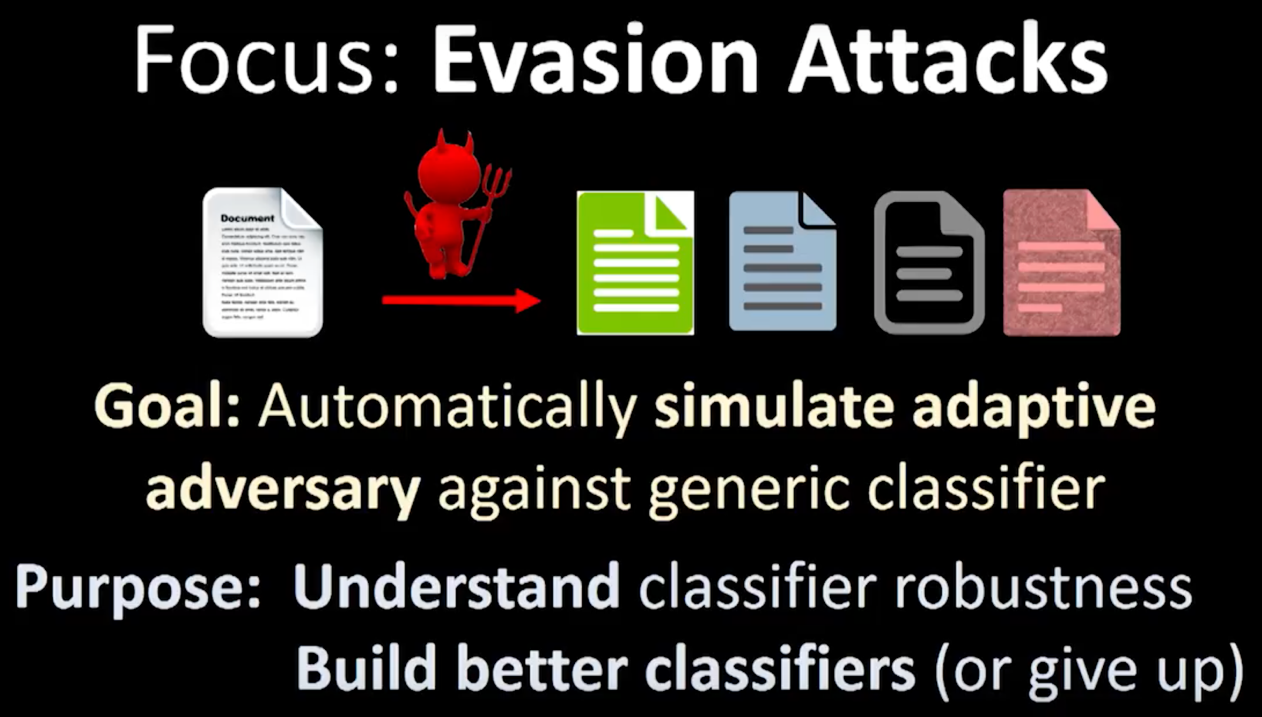 Focus: Evasion Attacks
Document
Goal: Automatically simulate adaptive
adversary against generic classifier
Purpose: Understand classifier robustness
Build better classifiers (or give up)